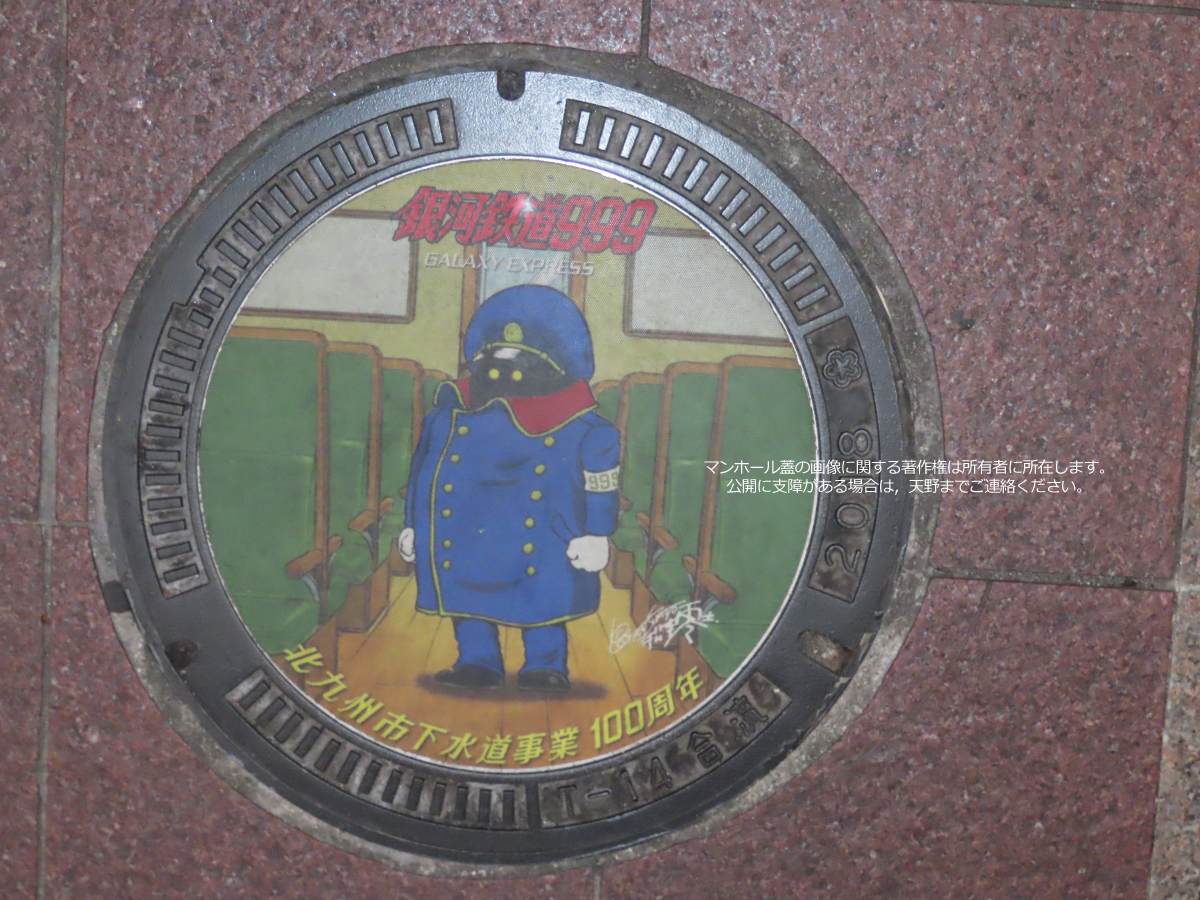 銀河鉄道999
GALAXY EXPRESS
999
マンホール蓋の画像に関する著作権は所有者に所在します。
公開に支障がある場合は，天野までご連絡ください。
2088
北九州市下水道事業 100周年
T-14 合流